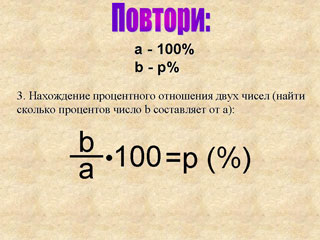 Повтори:
a - 100%
b - p%
3. Нахождение процентного отношения двух чисел (найти
сколько процентов число b составляет от a):
b
a
•100=p (%)